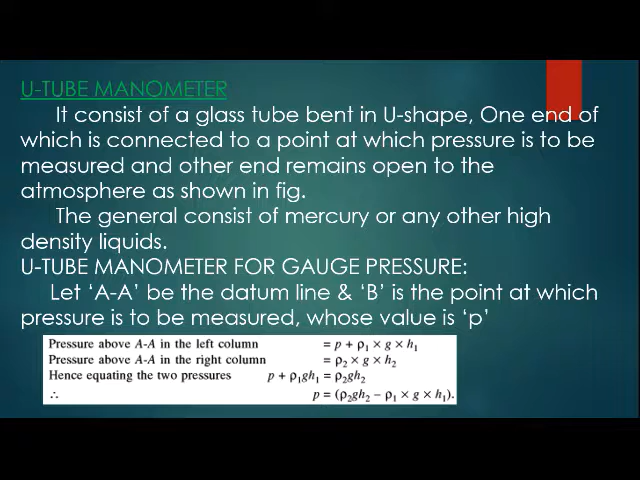 U-TUBE MANOMETER
It consist of a glass tube bent in U-shape, One end of
which is connected to a point at which pressure is to be
measured and other end remains open to the
atmosphere as shown in fig.
The general consist of mercury or any other high
density liquids.
U-TUBE MANOMETER FOR GAUGE PRESSURE:
Let ‘A-A’ be the datum line & ‘B’ is the point at which
pressure is to be measured, whose value is ‘p’
Pressure above A-A in the left column = p + ρ₁ × g × h₁
Pressure above A-A in the right column = ρ₂ × g × h₂
Hence equating the two pressures p + ρ₁gh₁ = ρ₂gh₂
∴ p = (ρ₂gh₂ − ρ₁ × g × h₁).